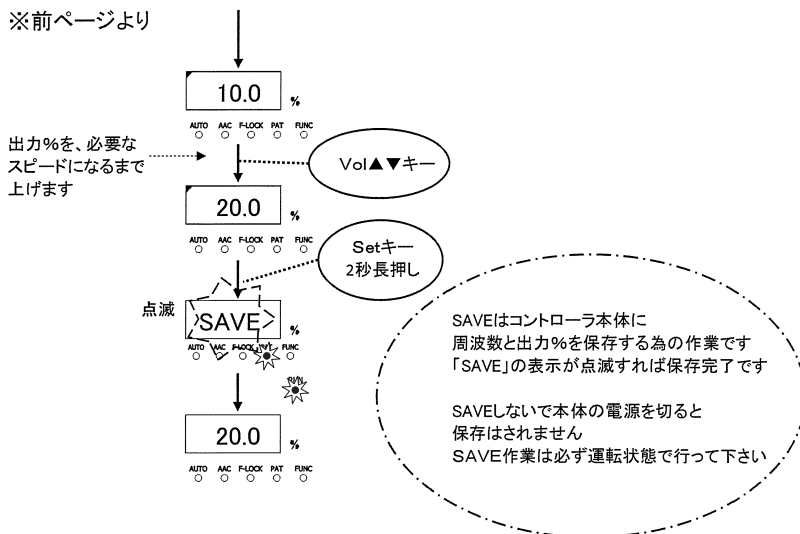 ※前ページより
10.0 %
AUTO AAC F-LOCK PAT FUNC
出力%を、必要な
スピードになるまで
上げます
Vol▲▼キー
20.0 %
AUTO AAC F-LOCK PAT FUNC
Setキー
2秒長押し
点滅
SAVE %
AUTO AAC F-LOCK FUNC
RUN
20.0 %
AUTO AAC F-LOCK PAT FUNC
SAVEはコントローラ本体に
周波数と出力%を保存する為の作業です
「SAVE」の表示が点滅すれば保存完了です
SAVEしないで本体の電源を切ると
保存はされません
SAVE作業は必ず運転状態で行って下さい